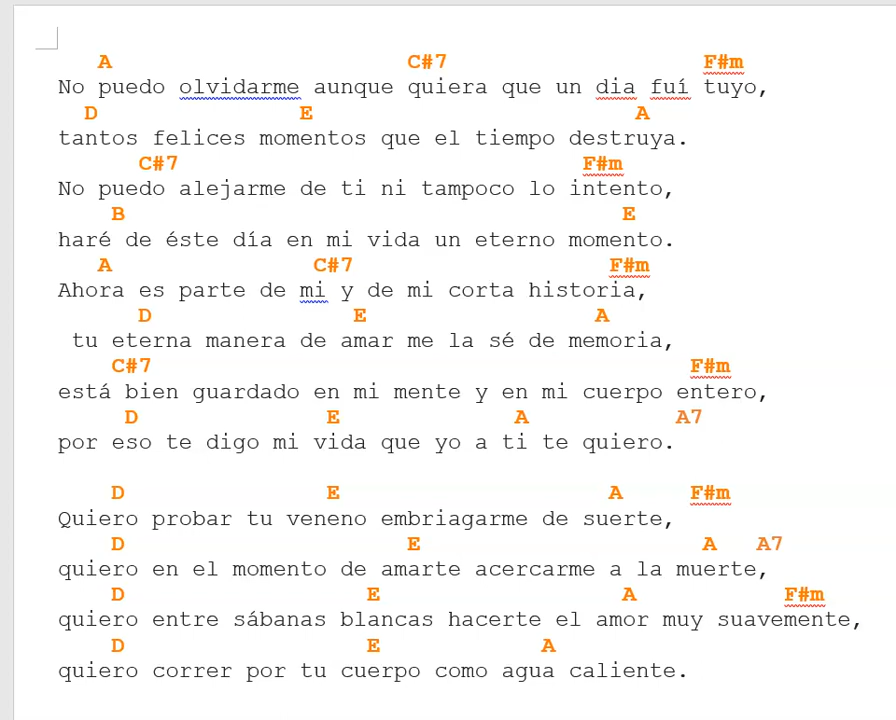 A C#7 F#m
No puedo olvidarme aunque quiera que un dia fuí tuyo,
D E A
tantos felices momentos que el tiempo destruya.
C#7 F#m
No puedo alejarme de ti ni tampoco lo intento,
B E
haré de éste día en mi vida un eterno momento.
A C#7 F#m
Ahora es parte de mi y de mi corta historia,
D E A
tu eterna manera de amar me la sé de memoria,
C#7 F#m
está bien guardado en mi mente y en mi cuerpo entero,
D E A A7
por eso te digo mi vida que yo a ti te quiero.
D E A F#m
Quiero probar tu veneno embriagarme de suerte,
D E A A7
quiero en el momento de amarte acercarme a la muerte,
D E A F#m
quiero entre sábanas blancas hacerte el amor muy suavemente,
D E A
quiero correr por tu cuerpo como agua caliente.